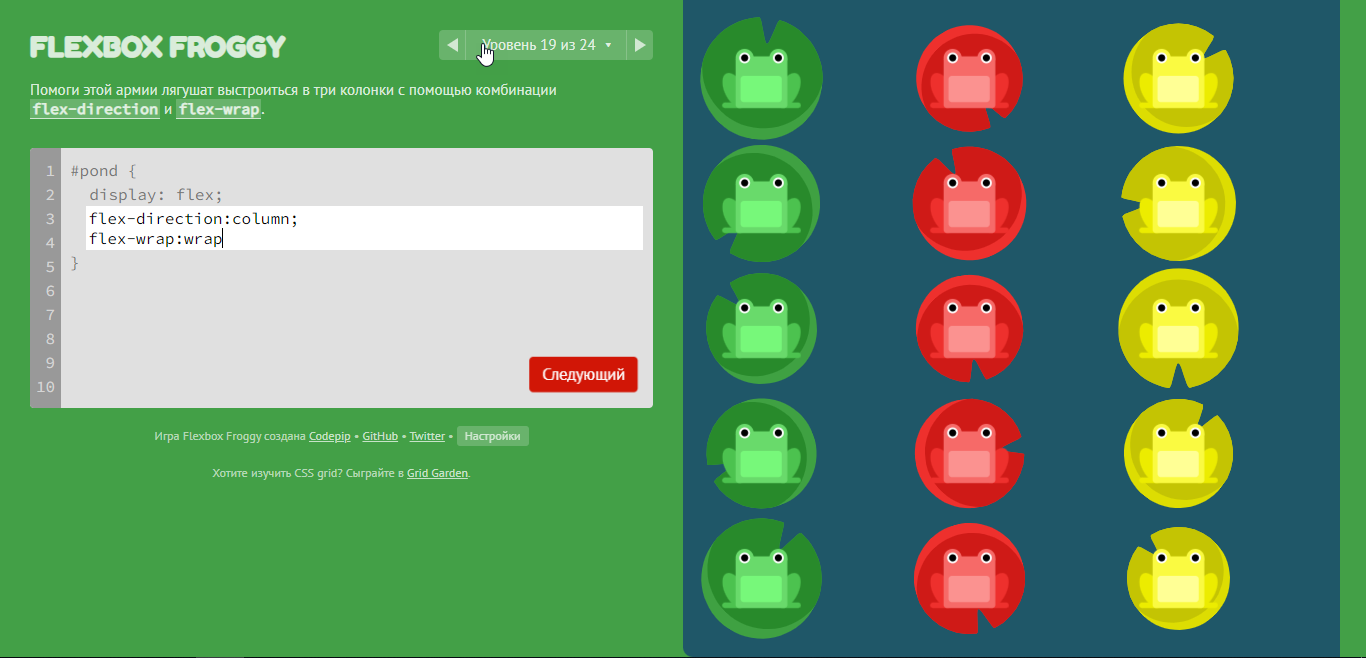 FLEXBOX FROGGY
Уровень 19 из 24
Помоги этой армии лягушат выстроиться в три колонки с помощью комбинации
flex-direction и flex-wrap.
1 #pond {
2 display: flex;
3 flex-direction:column;
4 flex-wrap:wrap
5 }
6
7
8
9
10
Следующий
Игра Flexbox Froggy создана Codepip • GitHub • Twitter • Настройки
Хотите изучить CSS grid? Сыграйте в Grid Garden.